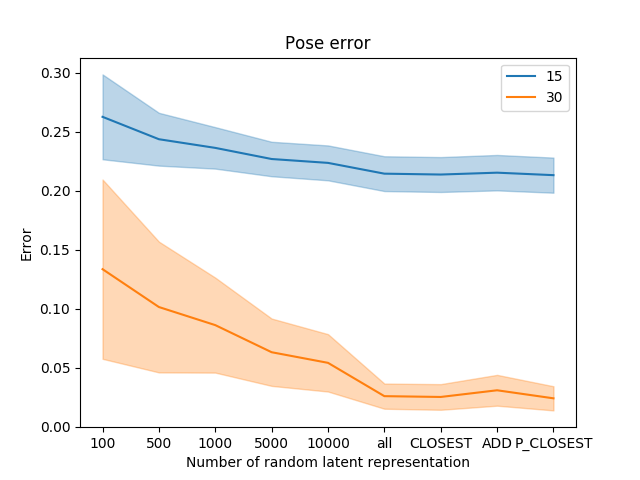 Pose error
15
30
0.30
0.25
0.20
0.15
0.10
0.05
0.00
Error
100 500 1000 5000 10000 all CLOSEST ADD P_CLOSEST
Number of random latent representation